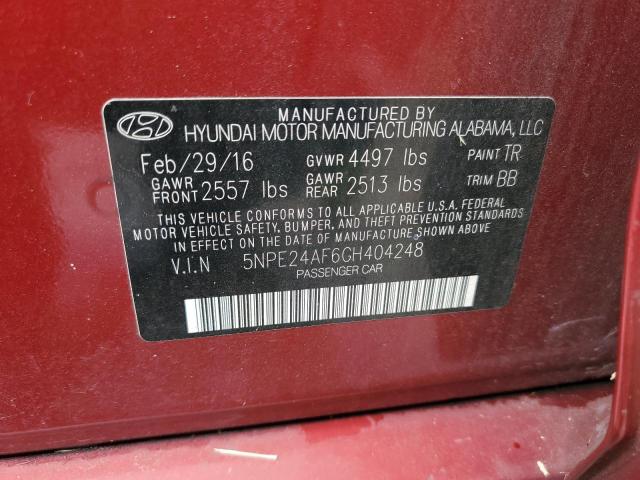 MANUFACTURED BY
HYUNDAI MOTOR MANUFACTURING ALABAMA, LLC
Feb/29/16 GVWR 4497 lbs PAINT TR
GAWR FRONT 2557 lbs GAWR REAR 2513 lbs TRIM BB
THIS VEHICLE CONFORMS TO ALL APPLICABLE U.S.A. FEDERAL
MOTOR VEHICLE SAFETY, BUMPER, AND THEFT PREVENTION STANDARDS
IN EFFECT ON THE DATE OF MANUFACTURE SHOWN ABOVE.
V.I.N 5NPE24AF6GH404248
PASSENGER CAR